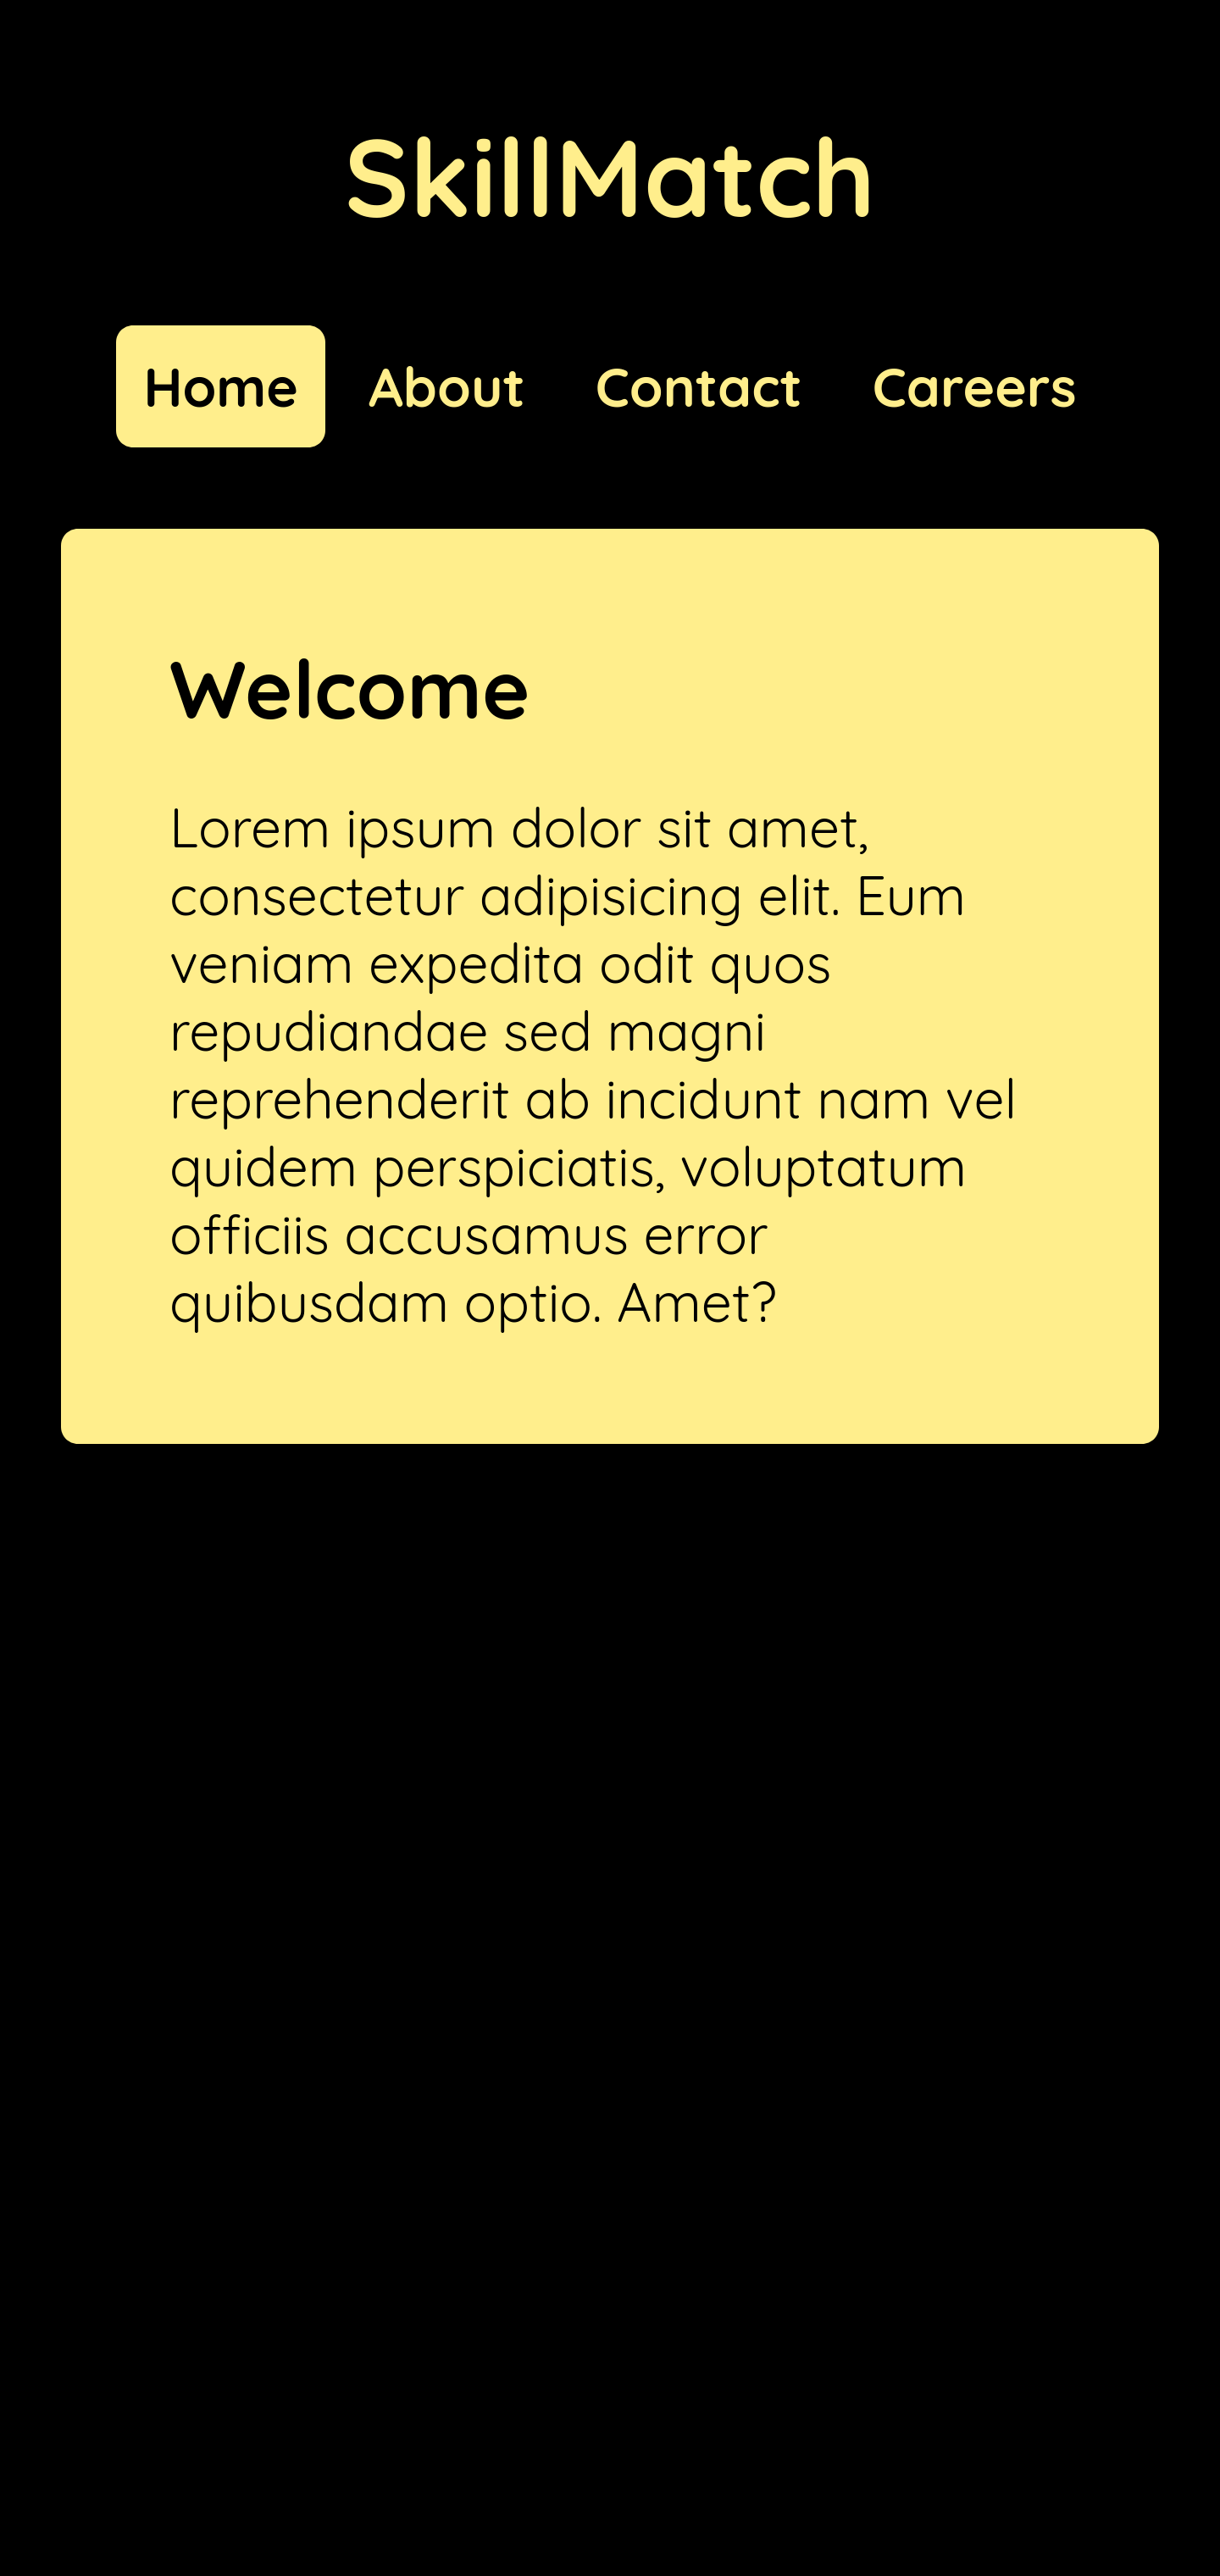 SkillMatch
Home About Contact Careers
Welcome
Lorem ipsum dolor sit amet,
consectetur adipisicing elit. Eum
veniam expedita odit quos
repudiandae sed magni
reprehenderit ab incidunt nam vel
quidem perspiciatis, voluptatum
officiis accusamus error
quibusdam optio. Amet?